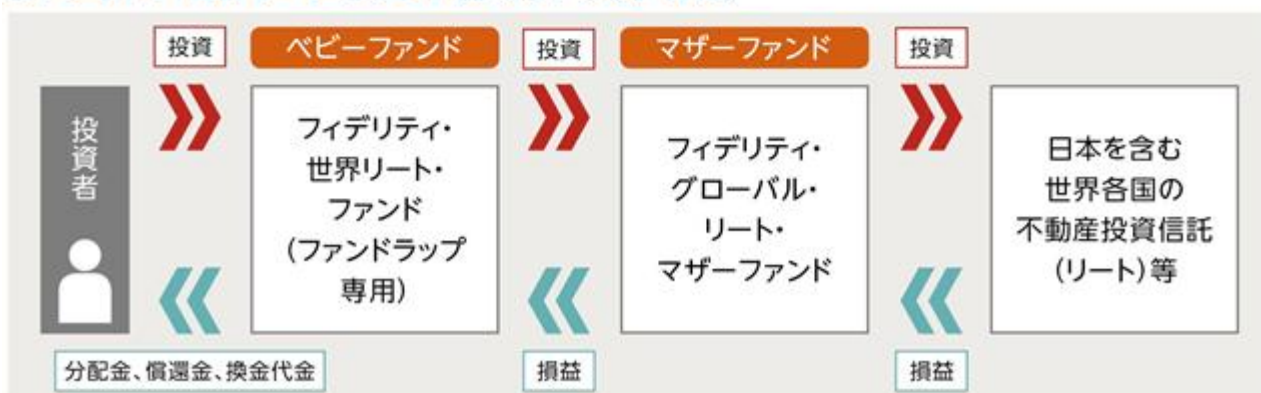 投資
ベビーファンド
投資
マザーファンド
投資
投資者
フィデリティ・
世界リート・
ファンド
(ファンドラップ
専用)
フィデリティ・
グローバル・
リート・
マザーファンド
日本を含む
世界各国の
不動産投資信託
(リート)等
分配金、償還金、換金代金
損益
損益